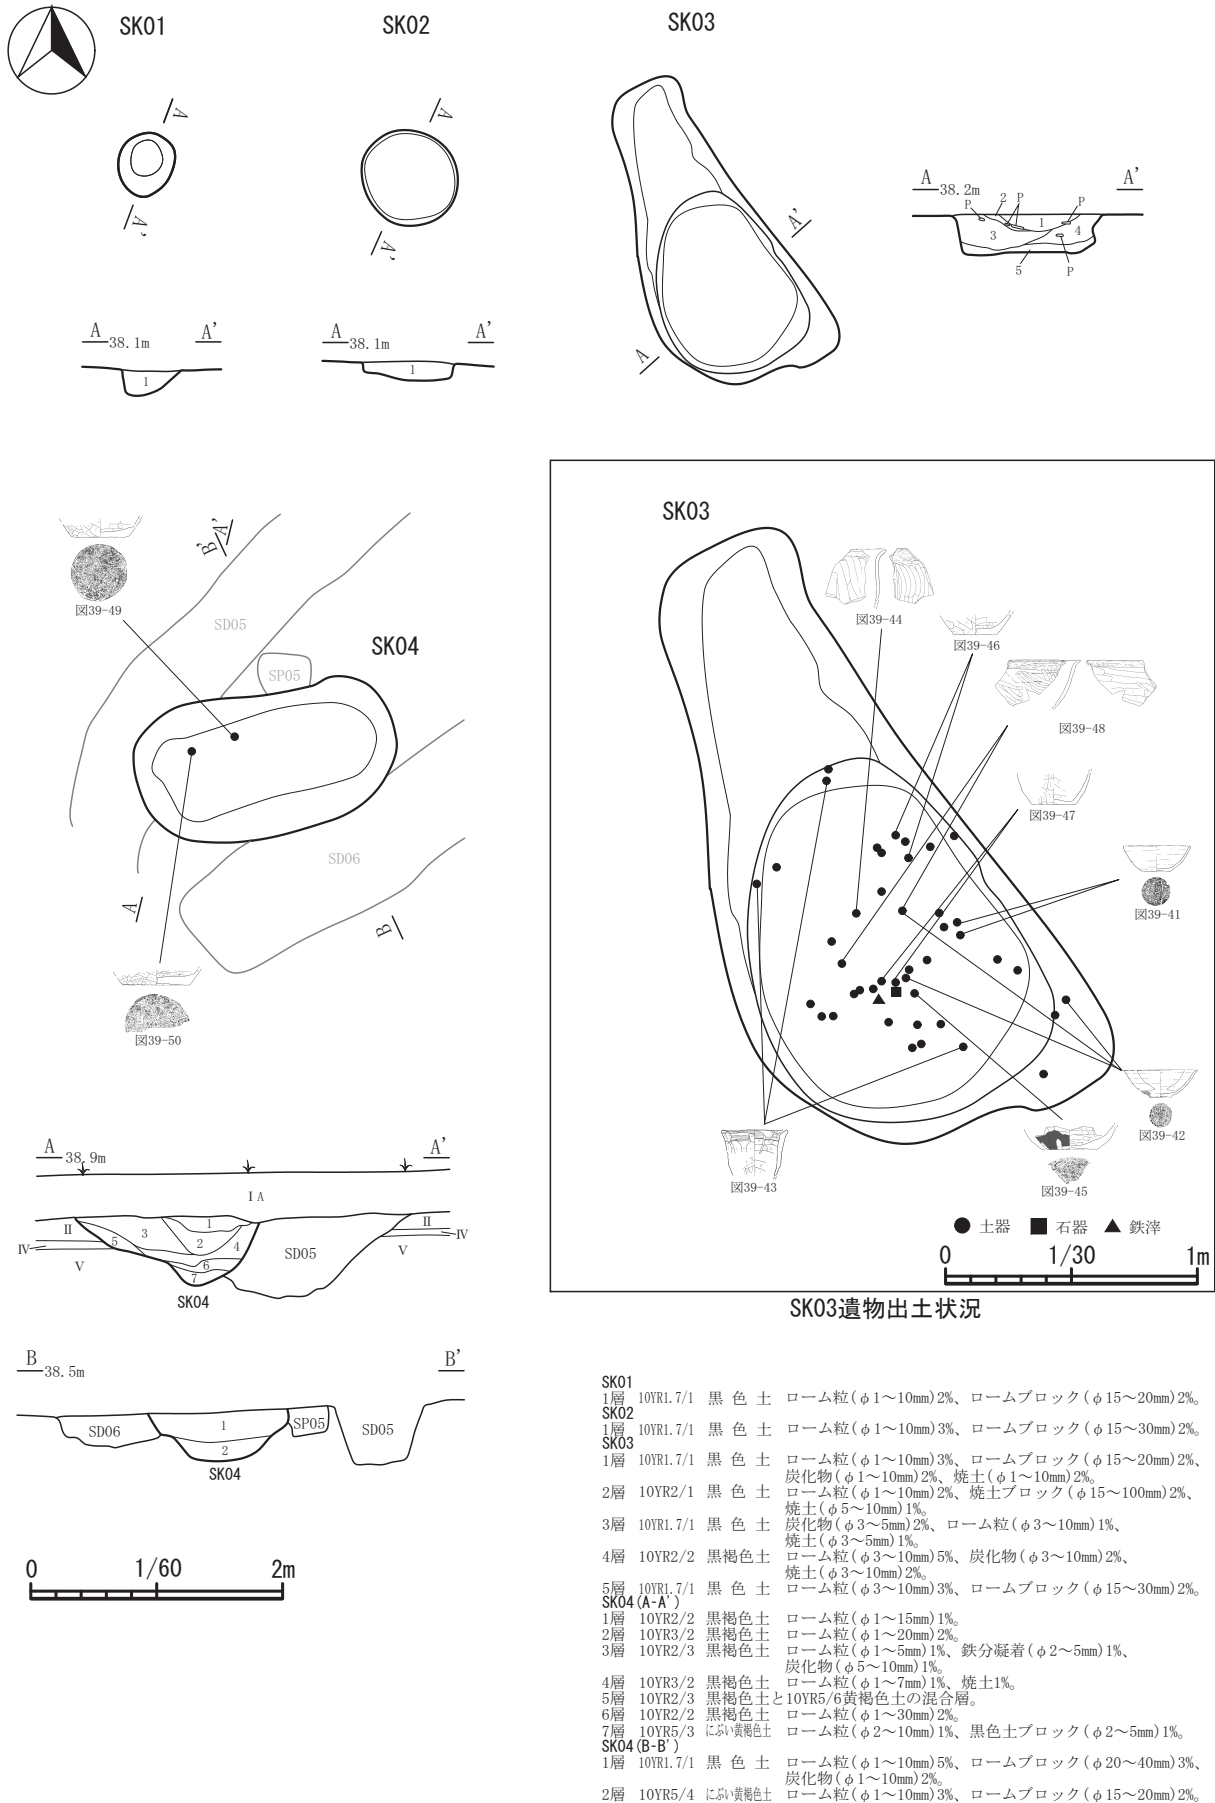 SK01
SK02
SK03
A
A'
A
A'
A
A'
A 38.2m A'
P 2 P P
1
3 4
5 P
A 38.1m A'
1
A 38.1m A'
1
図39-49
B' A'
SD05
SK04
SP05
SD06
A
B
図39-50
SK03
図39-44
図39-46
図39-48
図39-47
図39-41
図39-42
図39-43
図39-45
土器 石器 鉄滓
0 1/30 1m
SK03遺物出土状況
A 38.9m A'
ⅠA
Ⅱ 3 1 Ⅱ
Ⅳ 5 2 4 SD05 Ⅳ
Ⅴ 6 Ⅴ
7
SK04
B 38.5m B'
SD06 1 SP05 SD05
2
SK04
0 1/60 2m
SK01
1層 10YR1.7/1 黒色土 ローム粒(φ1～10mm)2%、ロームブロック(φ15～20mm)2%。
SK02
1層 10YR1.7/1 黒色土 ローム粒(φ1～10mm)3%、ロームブロック(φ15～30mm)2%。
SK03
1層 10YR1.7/1 黒色土 ローム粒(φ1～10mm)3%、ロームブロック(φ15～20mm)2%、
炭化物(φ1～10mm)2%、焼土(φ1～10mm)2%。
2層 10YR2/1 黒色土 ローム粒(φ1～10mm)2%、焼土ブロック(φ15～100mm)2%、
焼土(φ5～10mm)1%。
3層 10YR1.7/1 黒色土 炭化物(φ3～5mm)2%、ローム粒(φ3～10mm)1%、
焼土(φ3～5mm)1%。
4層 10YR2/2 黒褐色土 ローム粒(φ3～10mm)5%、炭化物(φ3～10mm)2%、
焼土(φ3～10mm)2%。
5層 10YR1.7/1 黒色土 ローム粒(φ3～10mm)3%、ロームブロック(φ15～30mm)2%。
SK04(A-A')
1層 10YR2/2 黒褐色土 ローム粒(φ1～15mm)1%。
2層 10YR3/2 黒褐色土 ローム粒(φ1～20mm)2%。
3層 10YR2/3 黒褐色土 ローム粒(φ1～5mm)1%、鉄分凝着(φ2～5mm)1%、
炭化物(φ5～10mm)1%。
4層 10YR3/2 黒褐色土 ローム粒(φ1～7mm)1%、焼土1%。
5層 10YR2/3 黒褐色土と10YR5/6黄褐色土の混合層。
6層 10YR2/2 黒褐色土 ローム粒(φ1～30mm)2%。
7層 10YR5/3 にぶい黄褐色土 ローム粒(φ2～10mm)1%、黒色土ブロック(φ2～5mm)1%。
SK04(B-B')
1層 10YR1.7/1 黒色土 ローム粒(φ1～10mm)5%、ロームブロック(φ20～40mm)3%、
炭化物(φ1～10mm)2%。
2層 10YR5/4 にぶい黄褐色土 ローム粒(φ1～10mm)3%、ロームブロック(φ15～20mm)2%。